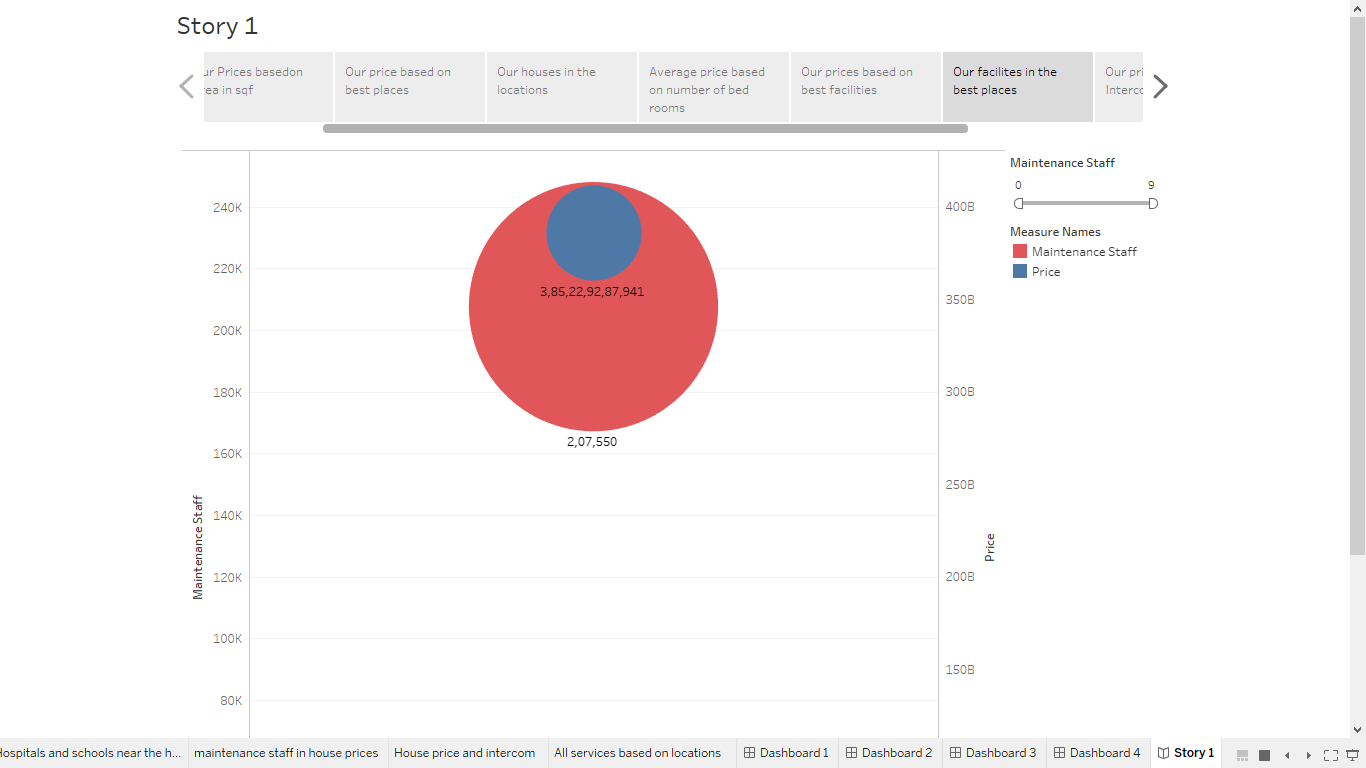 Story 1
ur Prices basedon
rea in sqf
Our price based on
best places
Our houses in the
locations
Average price based
on number of bed
rooms
Our prices based on
best facilities
Our facilites in the
best places
Our pri
Interc
Maintenance Staff
240K
220K
200K
180K
160K
140K
120K
100K
80K
3,85,22,92,87,941
2,07,550
Price
400B
350B
300B
250B
200B
150B
Maintenance Staff
0 9
Measure Names
Maintenance Staff
Price
Hospitals and schools near the h... maintenance staff in house prices House price and intercom All services based on locations Dashboard 1 Dashboard 2 Dashboard 3 Dashboard 4 Story 1